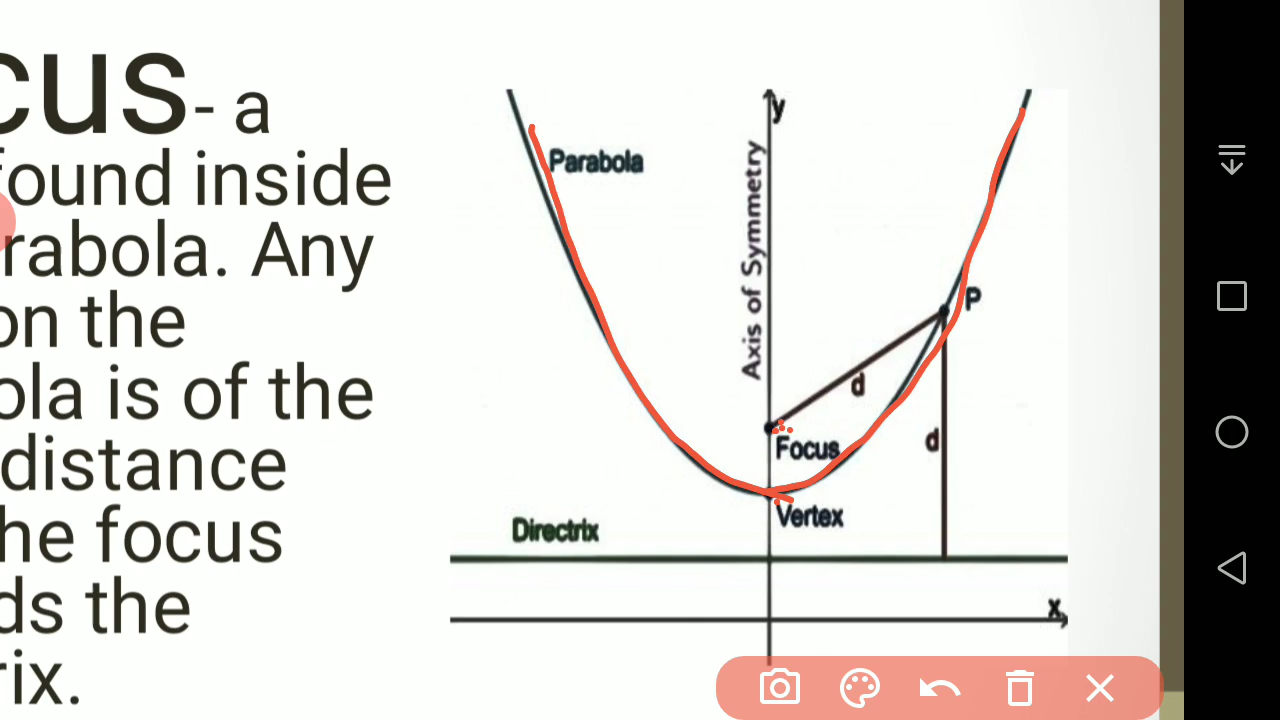 cus- a
found inside
rabola. Any
on the
ola is of the
distance
he focus
ds the
rix.
y
Axis of Symmetry
Parabola
P
d
d
Focus
Vertex
Directrix
x